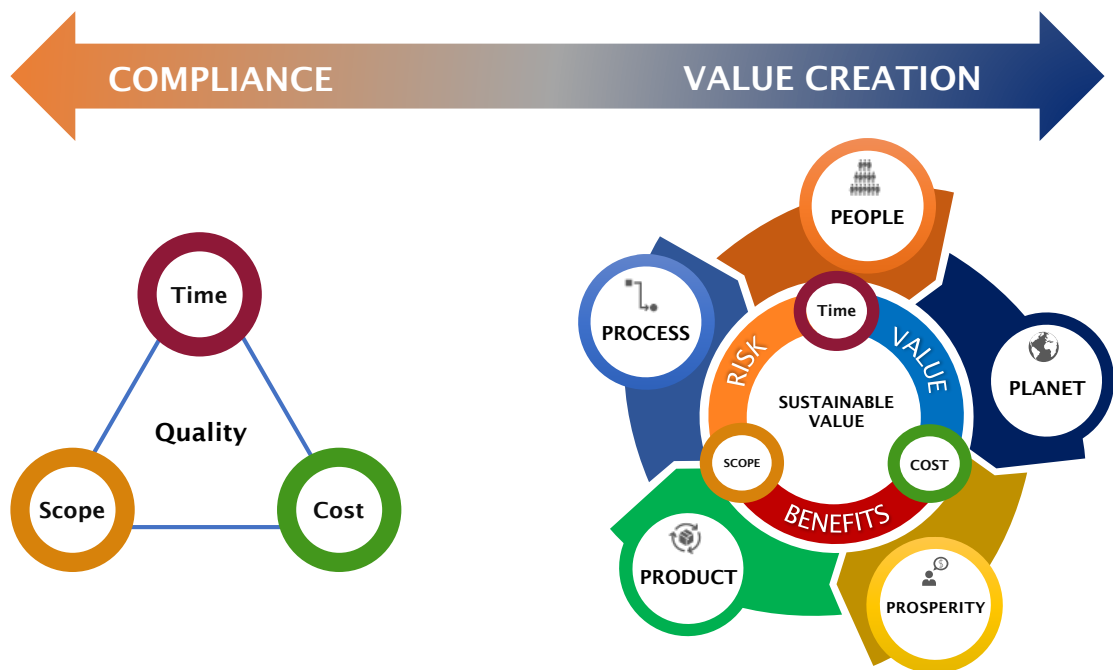 COMPLIANCE
VALUE CREATION
Time
Quality
Scope
Cost
PEOPLE
PROCESS
PLANET
Time
RISK
VALUE
SUSTAINABLE
VALUE
SCOPE
COST
BENEFITS
PRODUCT
PROSPERITY
$